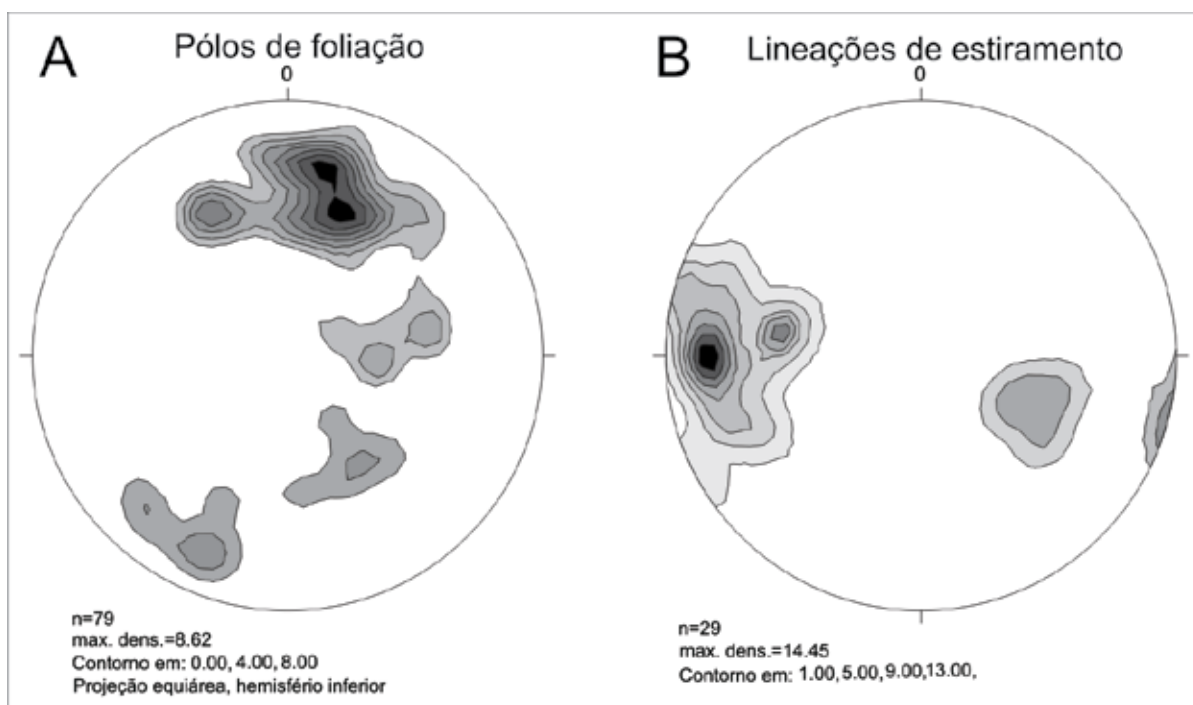 A
Pólos de foliação
0
n=79
max. dens.=8.62
Contorno em: 0.00, 4.00, 8.00
Projeção equiárea, hemisfério inferior
B
Lineações de estiramento
0
n=29
max. dens.=14.45
Contorno em: 1.00, 5.00, 9.00, 13.00,